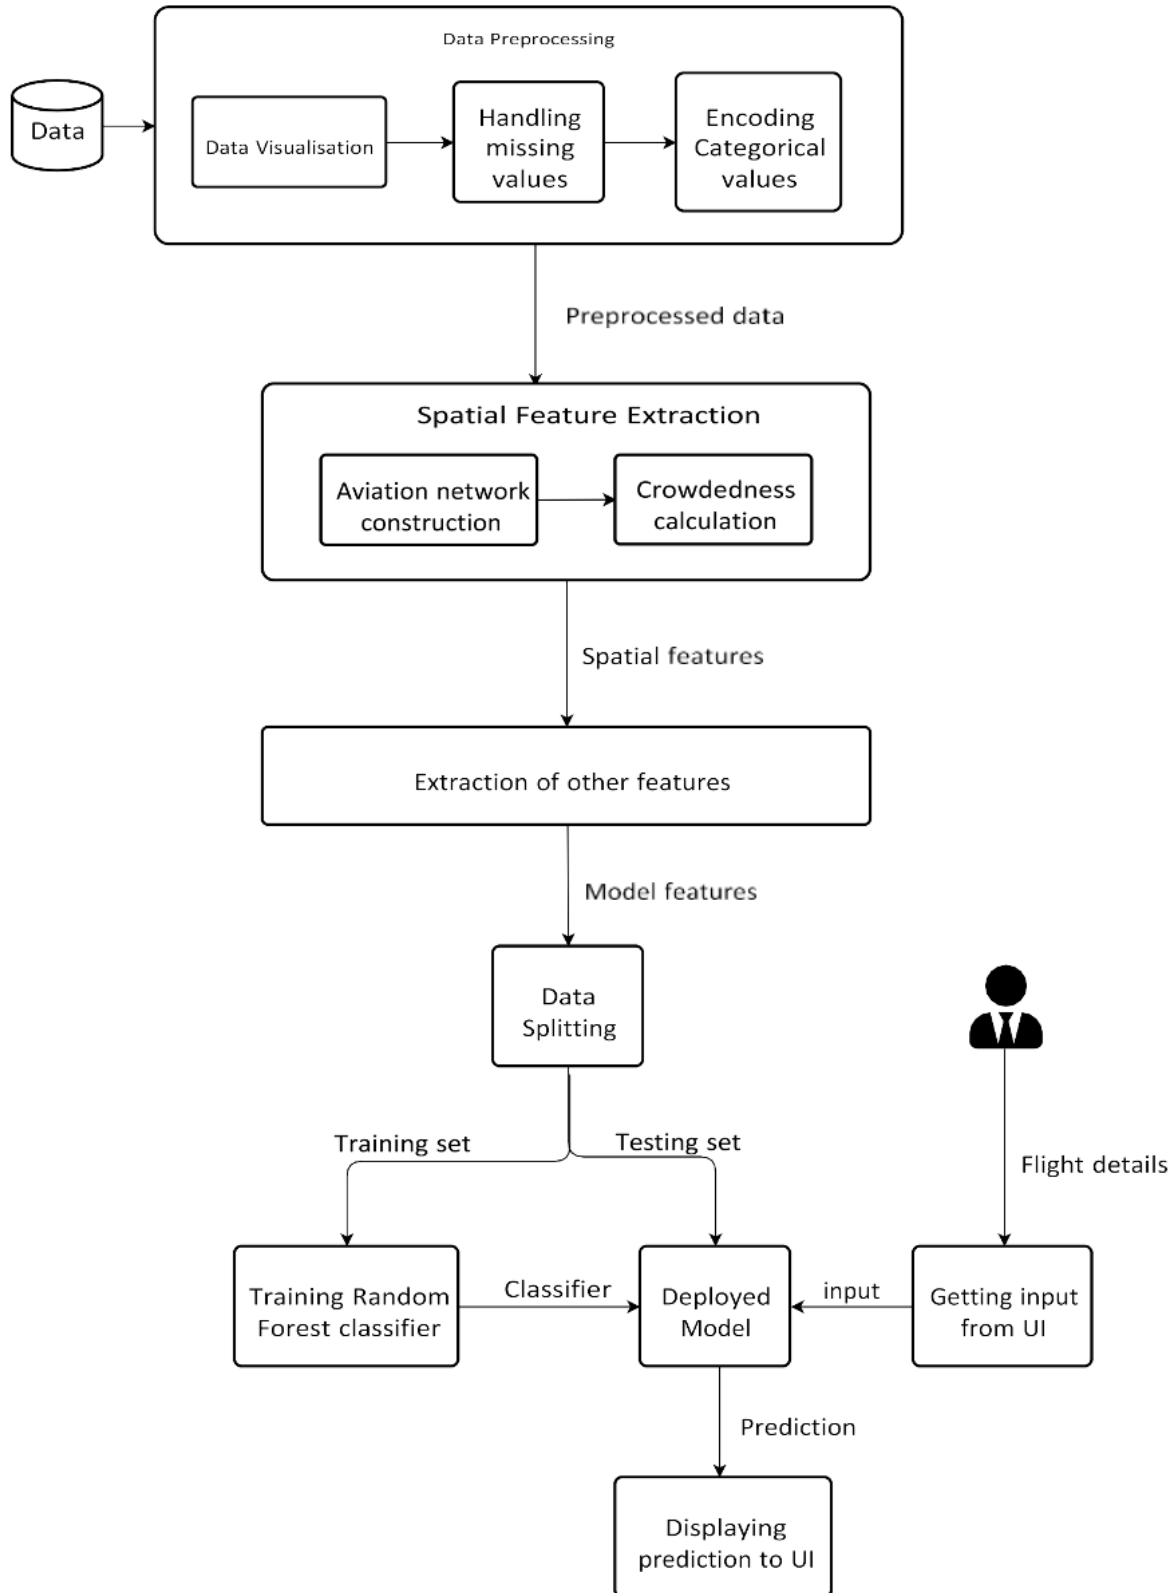 Data Preprocessing
Data
Data Visualisation
Handling
missing
values
Encoding
Categorical
values
Preprocessed data
Spatial Feature Extraction
Aviation network
construction
Crowdedness
calculation
Spatial features
Extraction of other features
Model features
Data
Splitting
Training set
Testing set
Flight details
Training Random
Forest classifier
Classifier
Deployed
Model
input
Getting input
from UI
Prediction
Displaying
prediction to UI